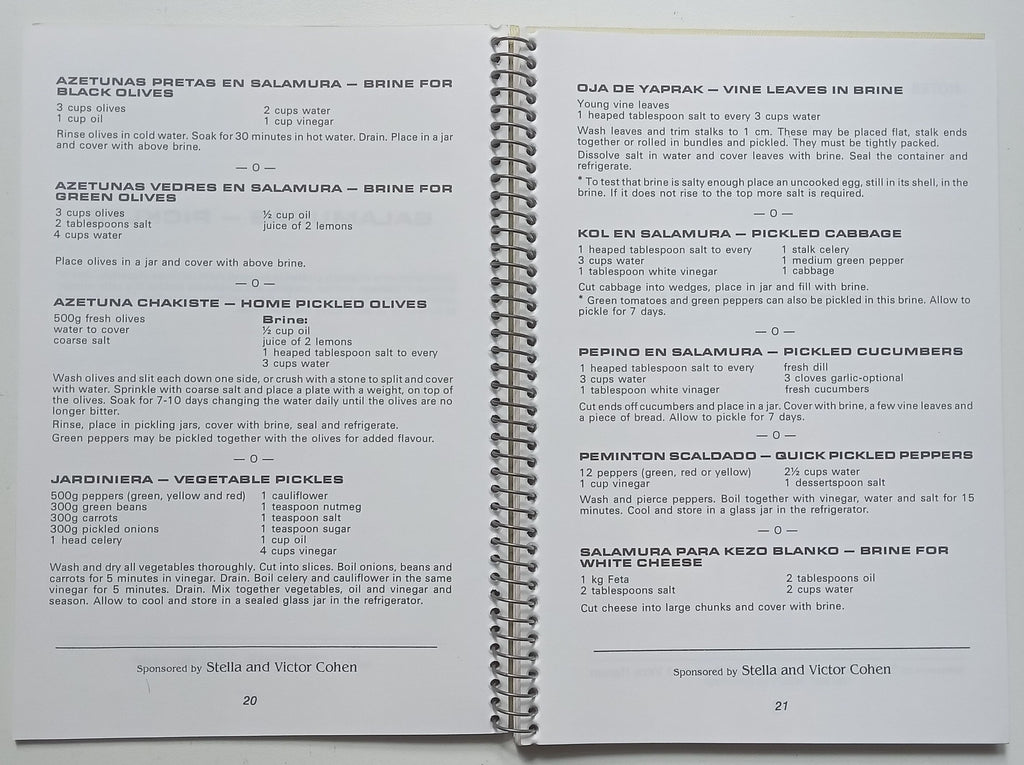 AZETUNAS PRETAS EN SALAMURA — BRINE FOR
BLACK OLIVES
3 cups olives
1 cup oil
2 cups water
1 cup vinegar
Rinse olives in cold water. Soak for 30 minutes in hot water. Drain. Place in a jar
and cover with above brine.
— O —
AZETUNAS VEDRES EN SALAMURA — BRINE FOR
GREEN OLIVES
3 cups olives
2 tablespoons salt
4 cups water
½ cup oil
juice of 2 lemons
Place olives in a jar and cover with above brine.
— O —
AZETUNA CHAKISTE — HOME PICKLED OLIVES
500g fresh olives
water to cover
coarse salt
Brine:
½ cup oil
juice of 2 lemons
1 heaped tablespoon salt to every
3 cups water
Wash olives and slit each down one side, or crush with a stone to split and cover
with water. Sprinkle with coarse salt and place a plate with a weight, on top of
the olives. Soak for 7-10 days changing the water daily until the olives are no
longer bitter.
Rinse, place in pickling jars, cover with brine, seal and refrigerate.
Green peppers may be pickled together with the olives for added flavour.
— O —
JARDINIERA — VEGETABLE PICKLES
500g peppers (green, yellow and red)
300g green beans
300g carrots
300g pickled onions
1 head celery
1 cauliflower
1 teaspoon nutmeg
1 teaspoon salt
1 teaspoon sugar
1 cup oil
4 cups vinegar
Wash and dry all vegetables thoroughly. Cut into slices. Boil onions, beans and
carrots for 5 minutes in vinegar. Drain. Boil celery and cauliflower in the same
vinegar for 5 minutes. Drain. Mix together vegetables, oil and vinegar and
season. Allow to cool and store in a sealed glass jar in the refrigerator.
Sponsored by Stella and Victor Cohen
20
OJA DE YAPRAK — VINE LEAVES IN BRINE
Young vine leaves
1 heaped tablespoon salt to every 3 cups water
Wash leaves and trim stalks to 1 cm. These may be placed flat, stalk ends
together or rolled in bundles and pickled. They must be tightly packed.
Dissolve salt in water and cover leaves with brine. Seal the container and
refrigerate.
* To test that brine is salty enough place an uncooked egg, still in its shell, in the
brine. If it does not rise to the top more salt is required.
— O —
KOL EN SALAMURA — PICKLED CABBAGE
1 heaped tablespoon salt to every
3 cups water
1 tablespoon white vinegar
1 stalk celery
1 medium green pepper
1 cabbage
Cut cabbage into wedges, place in jar and fill with brine.
* Green tomatoes and green peppers can also be pickled in this brine. Allow to
pickle for 7 days.
— O —
PEPINO EN SALAMURA — PICKLED CUCUMBERS
1 heaped tablespoon salt to every
3 cups water
1 tablespoon white vinager
fresh dill
3 cloves garlic-optional
fresh cucumbers
Cut ends off cucumbers and place in a jar. Cover with brine, a few vine leaves and
a piece of bread. Allow to pickle for 7 days.
— O —
PEMINTON SCALDADO — QUICK PICKLED PEPPERS
12 peppers (green, red or yellow)
1 cup vinegar
2½ cups water
1 dessertspoon salt
Wash and pierce peppers. Boil together with vinegar, water and salt for 15
minutes. Cool and store in a glass jar in the refrigerator.
— O —
SALAMURA PARA KEZO BLANKO — BRINE FOR
WHITE CHEESE
1 kg Feta
2 tablespoons salt
2 tablespoons oil
2 cups water
Cut cheese into large chunks and cover with brine.
Sponsored by Stella and Victor Cohen
21